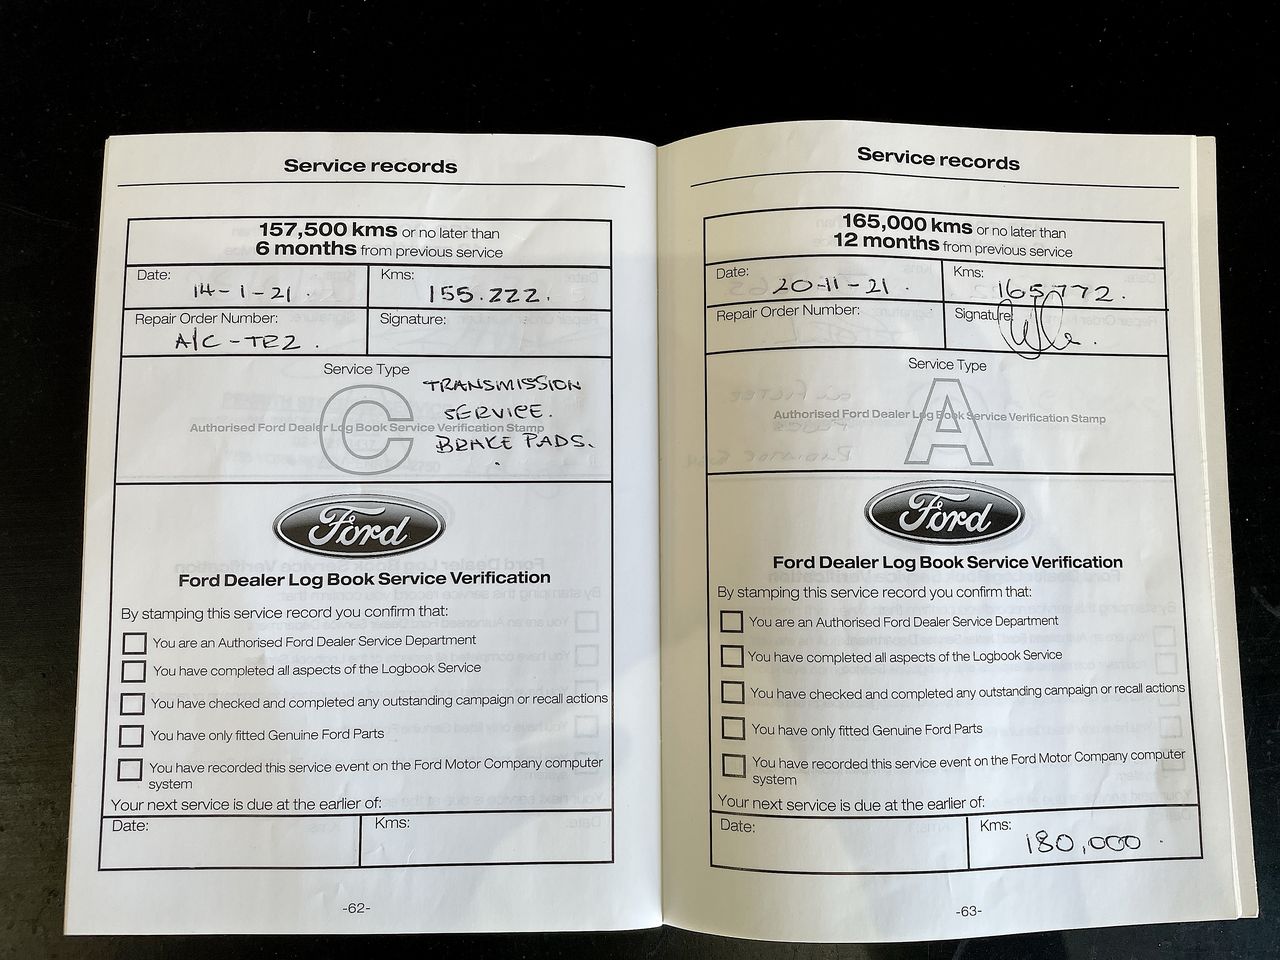 Service records
157,500 kms or no later than
6 months from previous service
Date:
14-1-21.
Kms:
155.222.
Repair Order Number:
A/C-TRZ.
Signature:
Service Type
C
TRANSMISSION
SERVICE.
Authorised Ford Dealer Log Book Service Verification Stamp
BRAKE PADS.
Ford
Ford Dealer Log Book Service Verification
By stamping this service record you confirm that:
You are an Authorised Ford Dealer Service Department
You have completed all aspects of the Logbook Service
You have checked and completed any outstanding campaign or recall actions
You have only fitted Genuine Ford Parts
You have recorded this service event on the Ford Motor Company computer
system
Your next service is due at the earlier of:
Date:
Kms:
-62-
Service records
165,000 kms or no later than
12 months from previous service
Date:
20-11-21.
Kms:
165,772.
Repair Order Number:
Signature:
Service Type
A
Authorised Ford Dealer Log Book Service Verification Stamp
Ford
Ford Dealer Log Book Service Verification
By stamping this service record you confirm that:
You are an Authorised Ford Dealer Service Department
You have completed all aspects of the Logbook Service
You have checked and completed any outstanding campaign or recall actions
You have only fitted Genuine Ford Parts
You have recorded this service event on the Ford Motor Company computer
system
Your next service is due at the earlier of:
Date:
Kms:
180,000.
-63-